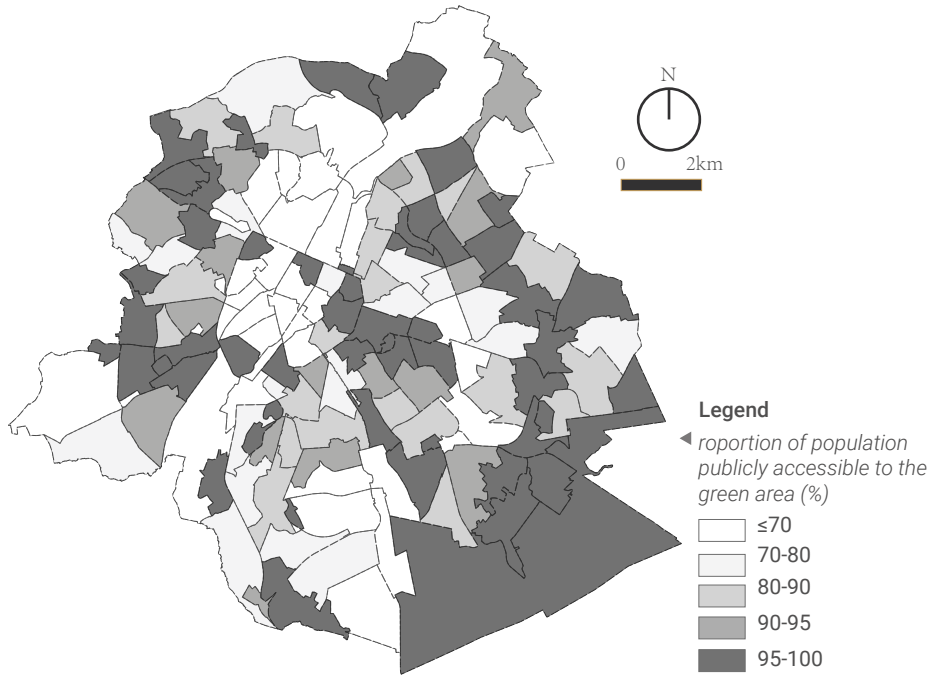 N
0 2km
Legend
roportion of population
publicly accessible to the
green area (%)
≤70
70-80
80-90
90-95
95-100